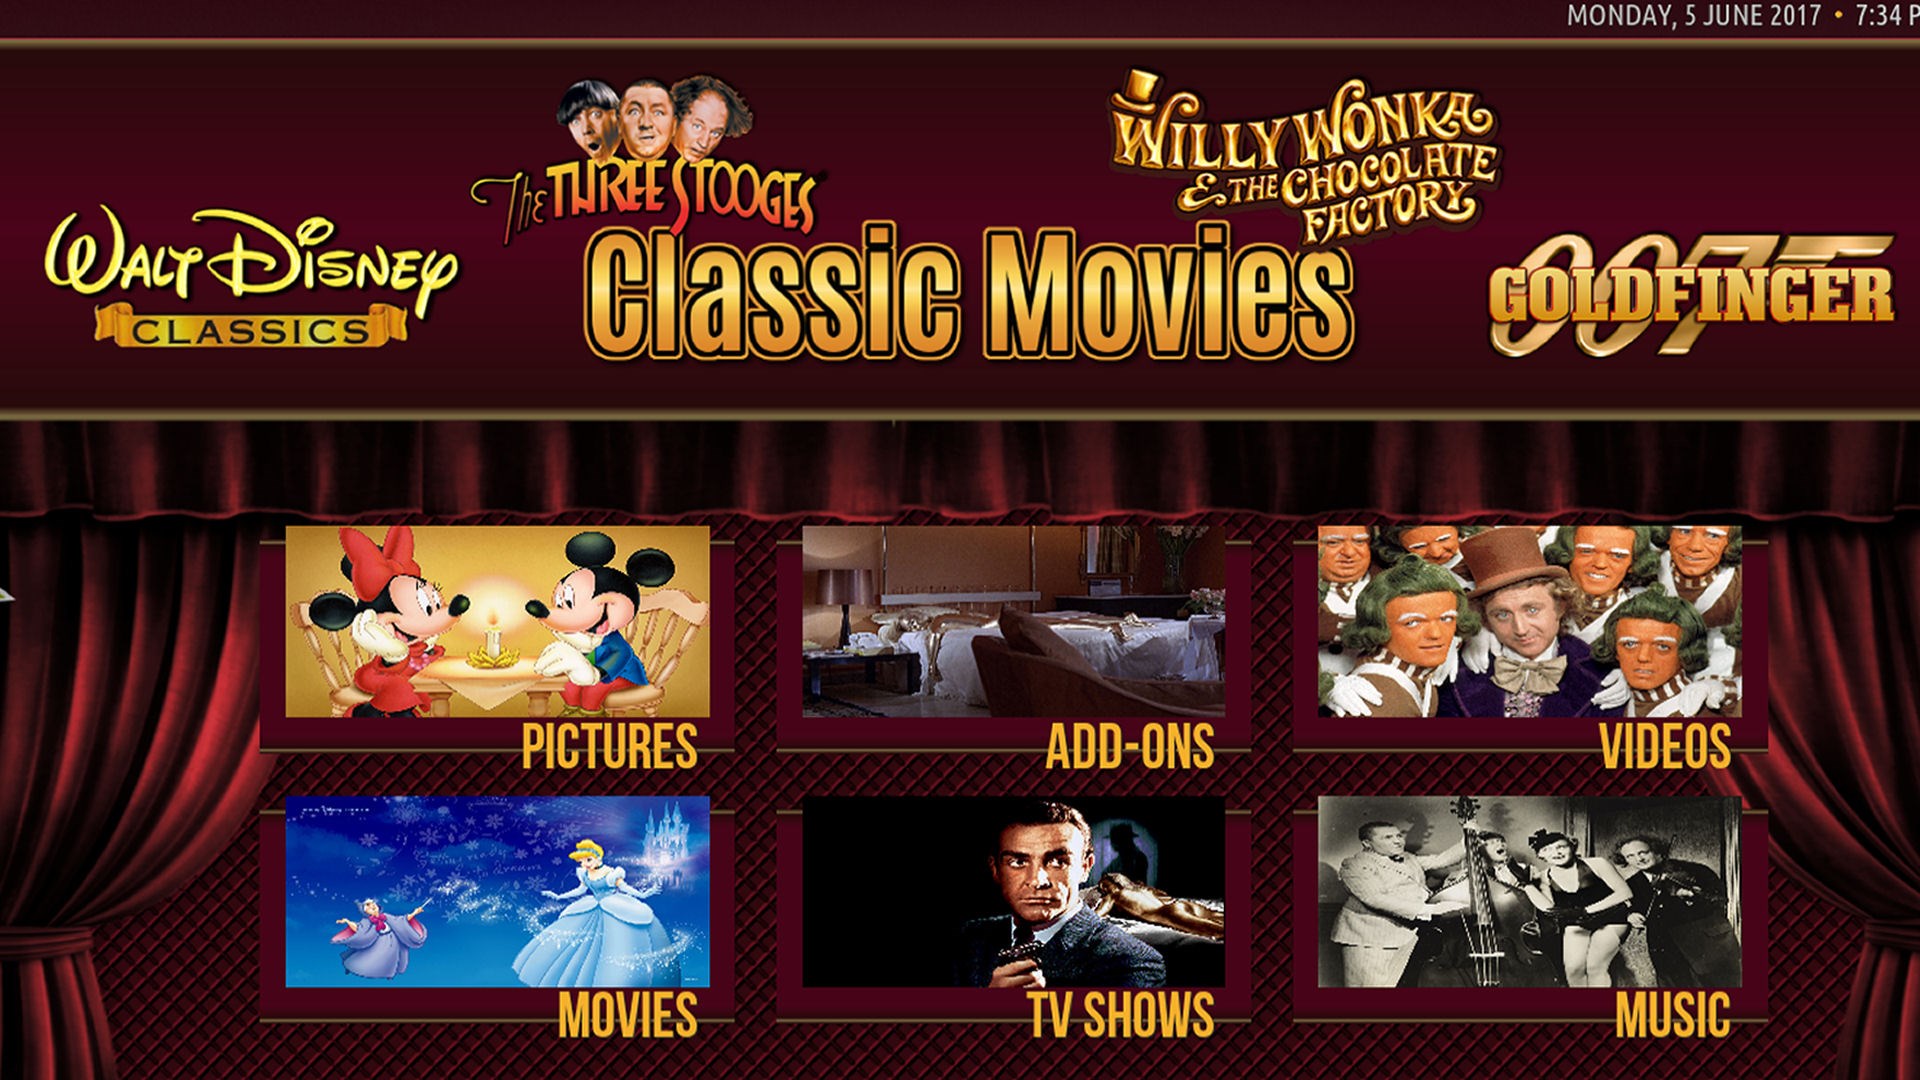 MONDAY, 5 JUNE 2017 • 7:34 P
The THREE STOOGES
WILLY WONKA
& THE CHOCOLATE
FACTORY
WALT DISNEY
CLASSICS
Classic Movies
007
GOLDFINGER
PICTURES
ADD-ONS
VIDEOS
MOVIES
TV SHOWS
MUSIC